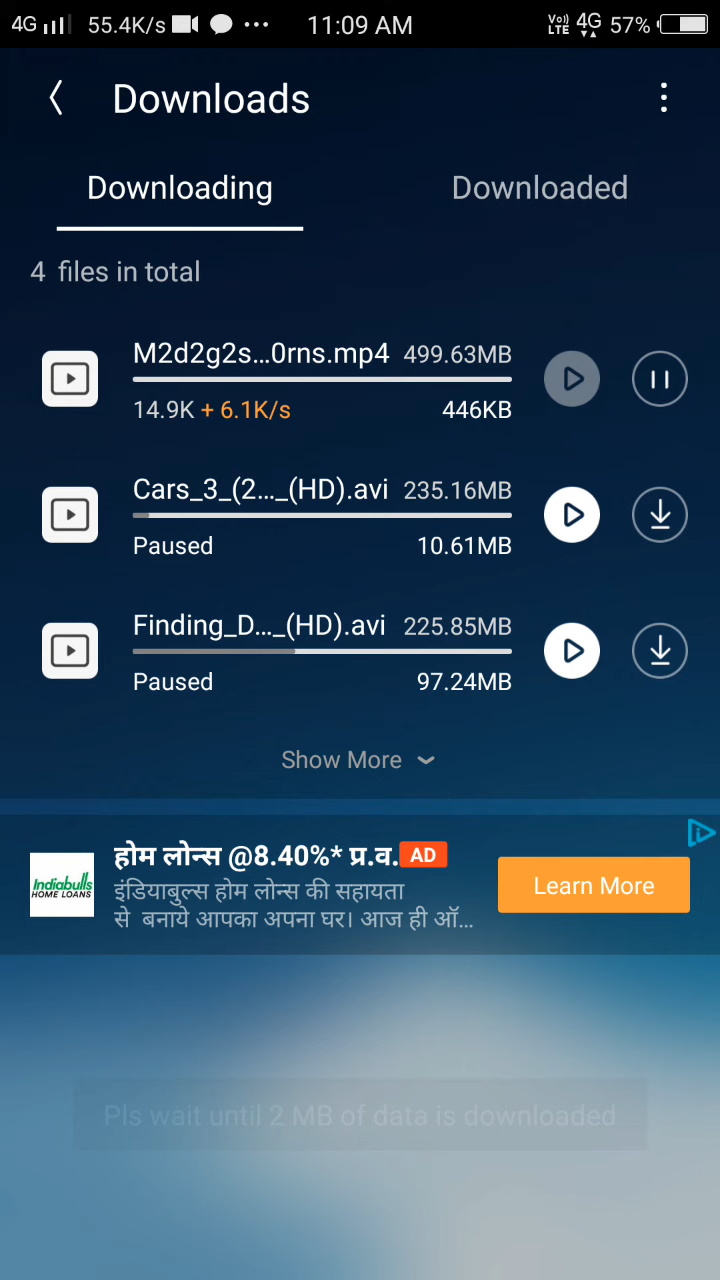 4G 55.4K/s ... 11:09 AM Vo)) LTE 4G 57%
Downloads
Downloading Downloaded
4 files in total
M2d2g2s...0rns.mp4 499.63MB
14.9K + 6.1K/s 446KB
Cars_3_(2..._(HD).avi 235.16MB
Paused 10.61MB
Finding_D..._(HD).avi 225.85MB
Paused 97.24MB
Show More
होम लोन्स @8.40%* प्र.व. AD
Indiabulls
HOME LOANS
इंडियाबुल्स होम लोन्स की सहायता
से बनाये आपका अपना घर। आज ही ऑ...
Learn More
Pls wait until 2 MB of data is downloaded